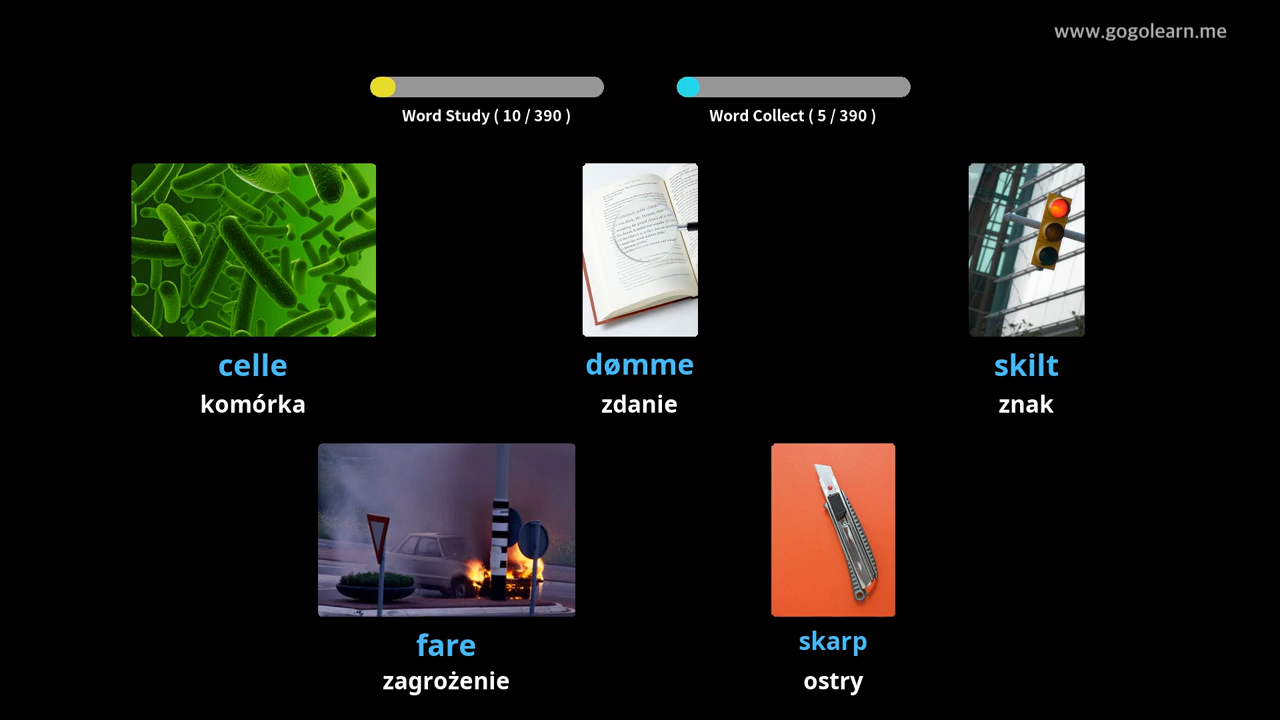 www.gogolearn.me
Word Study ( 10 / 390 )
Word Collect ( 5 / 390 )
celle
dømme
skilt
komórka
zdanie
znak
fare
skarp
zagrożenie
ostry